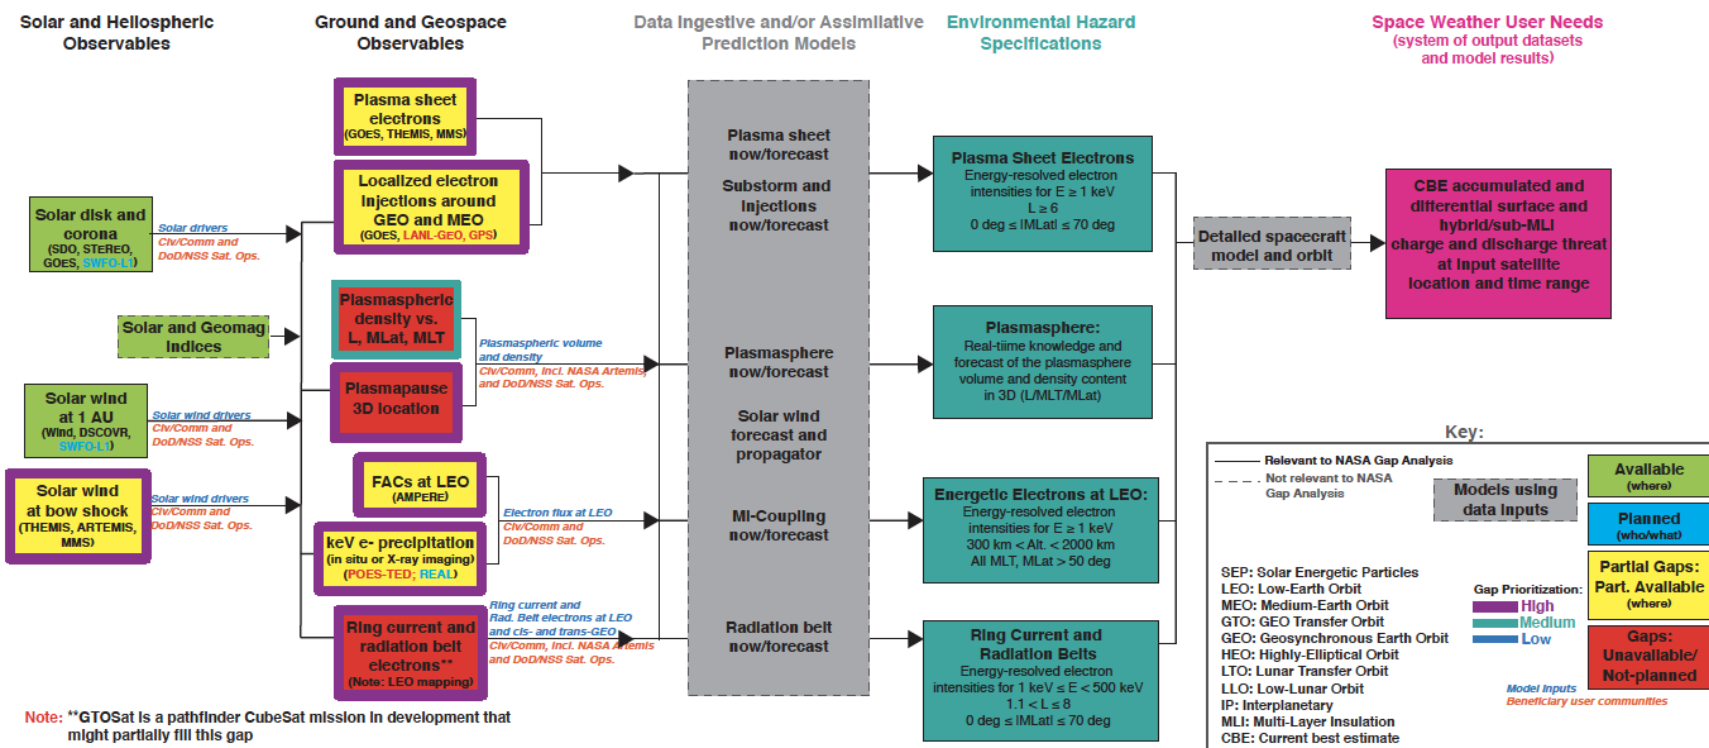 Solar and Heliospheric
Observables
Ground and Geospace
Observables
Data Ingestive and/or Assimilative
Prediction Models
Environmental Hazard
Specifications
Space Weather User Needs
(system of output datasets
and model results)
Solar disk and
corona
(SDO, STEREO,
GOES, SWFO-L1)
Solar drivers
Civ/Comm and
DoD/NSS Sat. Ops.
Solar and Geomag
Indices
Solar wind
at 1 AU
(Wind, DSCOVR,
SWFO-L1)
Solar wind drivers
Civ/Comm and
DoD/NSS Sat. Ops.
Solar wind
at bow shock
(THEMIS, ARTEMIS,
MMS)
Solar wind drivers
Civ/Comm and
DoD/NSS Sat. Ops.
Plasma sheet
electrons
(GOES, THEMIS, MMS)
Localized electron
Injections around
GEO and MEO
(GOES, LANL-GEO, GPS)
Plasmaspheric
density vs.
L, MLat, MLT
Plasmapause
3D location
Plasmaspheric volume
and density
Civ/Comm, incl. NASA Artemis,
and DoD/NSS Sat. Ops.
FACs at LEO
(AMPERE)
keV e- precipitation
(in situ or X-ray imaging)
(POES-TED; REAL)
Electron flux at LEO
Civ/Comm and
DoD/NSS Sat. Ops.
Ring current and
radiation belt
electrons**
(Note: LEO mapping)
Ring current and
Rad. Belt electrons at LEO
and cis- and trans-GEO
Civ/Comm, incl. NASA Artemis
and DoD/NSS Sat. Ops.
Plasma sheet
now/forecast
Substorm and
Injections
now/forecast
Plasmasphere
now/forecast
Solar wind
forecast and
propagator
MI-Coupling
now/forecast
Radiation belt
now/forecast
Plasma Sheet Electrons
Energy-resolved electron
intensities for E ≥ 1 keV
L ≥ 6
0 deg ≤ |MLat| ≤ 70 deg
Plasmasphere:
Real-tiime knowledge and
forecast of the plasmasphere
volume and density content
in 3D (L/MLT/MLat)
Energetic Electrons at LEO:
Energy-resolved electron
intensities for E ≥ 1 keV
300 km < Alt. < 2000 km
All MLT, MLat > 50 deg
Ring Current and
Radiation Belts
Energy-resolved electron
intensities for 1 keV ≤ E < 500 keV
1.1 < L ≤ 8
0 deg ≤ |MLat| ≤ 70 deg
Detailed spacecraft
model and orbit
CBE accumulated and
differential surface and
hybrid/sub-MLI
charge and discharge threat
at input satellite
location and time range
Key:
Relevant to NASA Gap Analysis
Not relevant to NASA
Gap Analysis
Models using
data inputs
Available
(where)
Planned
(who/what)
Partial Gaps:
Part. Available
(where)
Gaps:
Unavailable/
Not-planned
SEP: Solar Energetic Particles
LEO: Low-Earth Orbit
MEO: Medium-Earth Orbit
GTO: GEO Transfer Orbit
GEO: Geosynchronous Earth Orbit
HEO: Highly-Elliptical Orbit
LTO: Lunar Transfer Orbit
LLO: Low-Lunar Orbit
IP: Interplanetary
MLI: Multi-Layer Insulation
CBE: Current best estimate
Gap Prioritization:
High
Medium
Low
Model Inputs
Beneficiary user communities
Note: **GTOSat is a pathfinder CubeSat mission in development that
might partially fill this gap